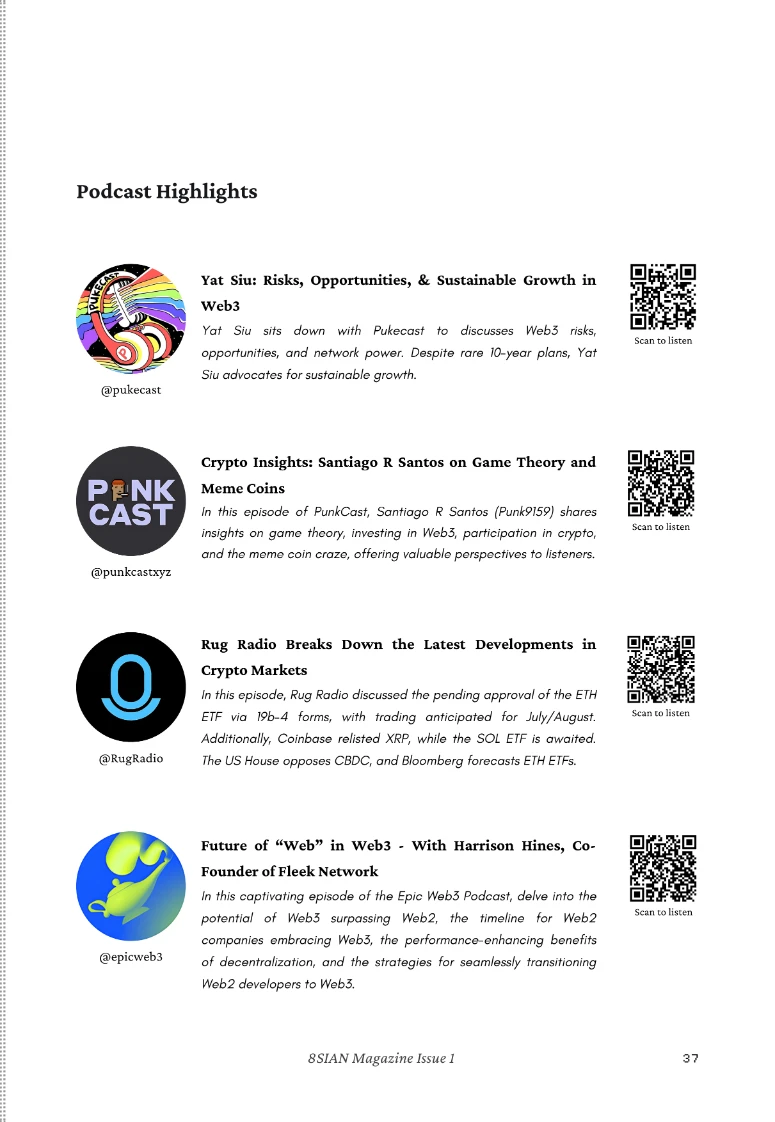 Podcast Highlights
PUKECAST
P
@pukecast
Yat Siu: Risks, Opportunities, & Sustainable Growth in
Web3
Yat Siu sits down with Pukecast to discusses Web3 risks,
opportunities, and network power. Despite rare 10-year plans, Yat
Siu advocates for sustainable growth.
Scan to listen
P NK
CAST
@punkcastxyz
Crypto Insights: Santiago R Santos on Game Theory and
Meme Coins
In this episode of PunkCast, Santiago R Santos (Punk9159) shares
insights on game theory, investing in Web3, participation in crypto,
and the meme coin craze, offering valuable perspectives to listeners.
Scan to listen
@RugRadio
Rug Radio Breaks Down the Latest Developments in
Crypto Markets
In this episode, Rug Radio discussed the pending approval of the ETH
ETF via 19b-4 forms, with trading anticipated for July/August.
Additionally, Coinbase relisted XRP, while the SOL ETF is awaited.
The US House opposes CBDC, and Bloomberg forecasts ETH ETFs.
Scan to listen
@epicweb3
Future of “Web” in Web3 - With Harrison Hines, Co-
Founder of Fleek Network
In this captivating episode of the Epic Web3 Podcast, delve into the
potential of Web3 surpassing Web2, the timeline for Web2
companies embracing Web3, the performance-enhancing benefits
of decentralization, and the strategies for seamlessly transitioning
Web2 developers to Web3.
Scan to listen
8SIAN Magazine Issue 1
37